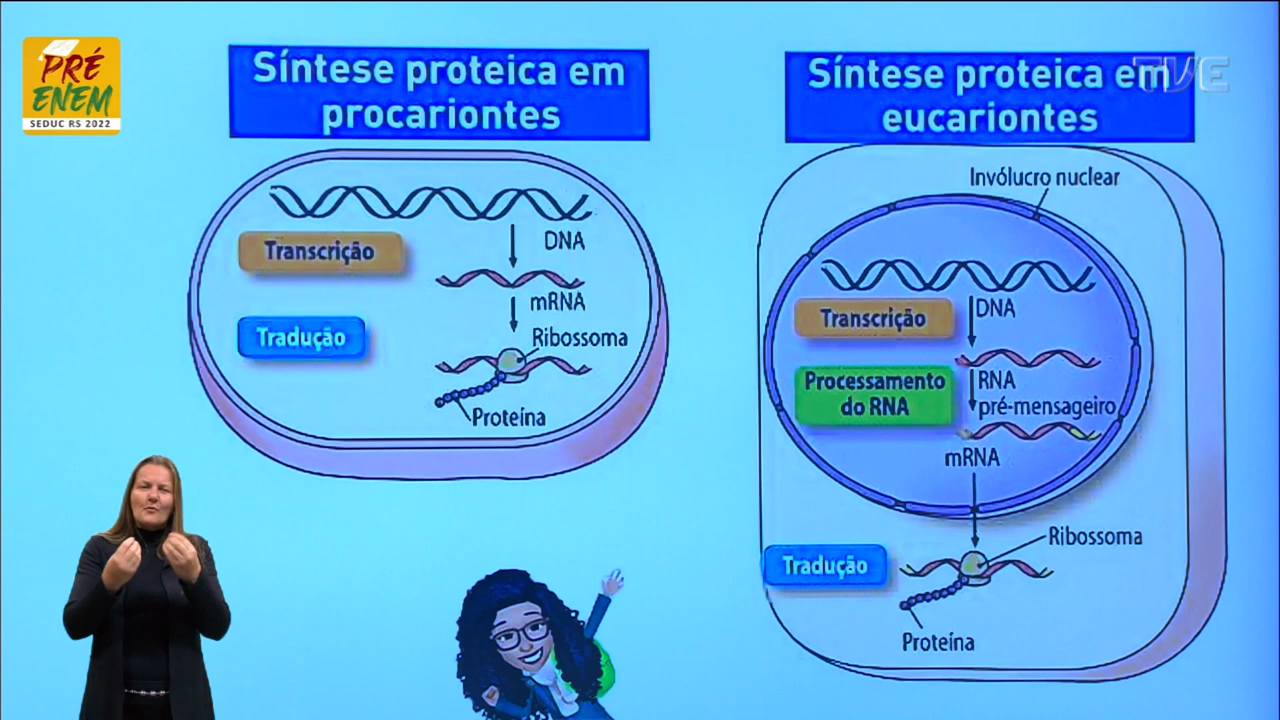 PRÉ
ENEM
SEDUC RS 2022
Síntese proteica em
procariontes
Transcrição
DNA
mRNA
Tradução
Ribossoma
Proteína
Síntese proteica em
eucariontes
TVE
Invólucro nuclear
Transcrição
DNA
Processamento
do RNA
RNA
pré-mensageiro
mRNA
Ribossoma
Tradução
Proteína